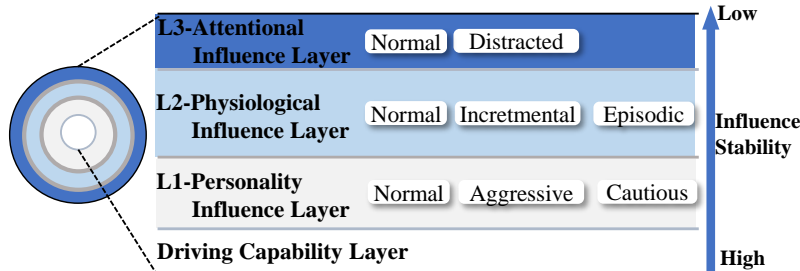 L3-Attentional
Influence Layer
Normal
Distracted
Low
L2-Physiological
Influence Layer
Normal
Incretmental
Episodic
Influence
Stability
L1-Personality
Influence Layer
Normal
Aggressive
Cautious
Driving Capability Layer
High